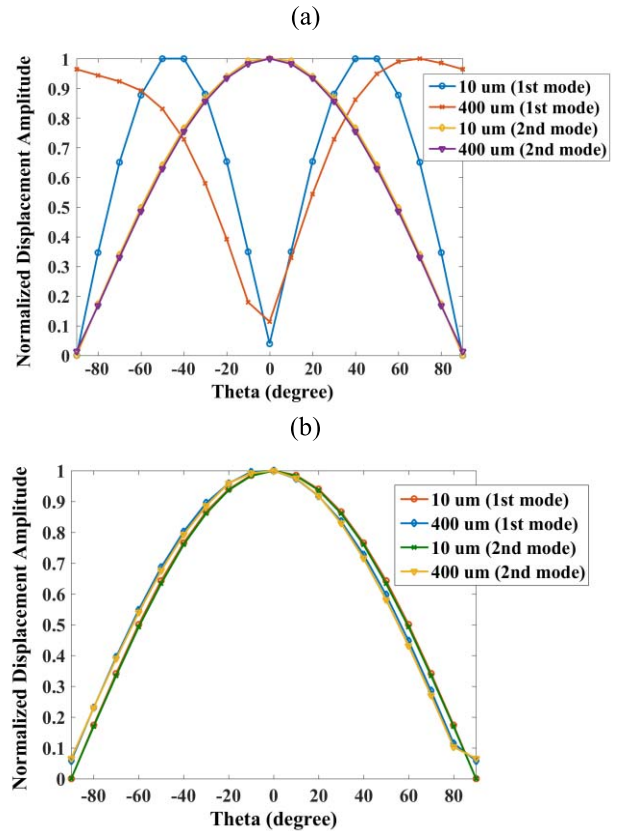 (a)
Normalized Displacement Amplitude
1
0.9
0.8
0.7
0.6
0.5
0.4
0.3
0.2
0.1
0
-80 -60 -40 -20 0 20 40 60 80
Theta (degree)
10 um (1st mode)
400 um (1st mode)
10 um (2nd mode)
400 um (2nd mode)
(b)
Normalized Displacement Amplitude
1
0.9
0.8
0.7
0.6
0.5
0.4
0.3
0.2
0.1
0
-80 -60 -40 -20 0 20 40 60 80
Theta (degree)
10 um (1st mode)
400 um (1st mode)
10 um (2nd mode)
400 um (2nd mode)